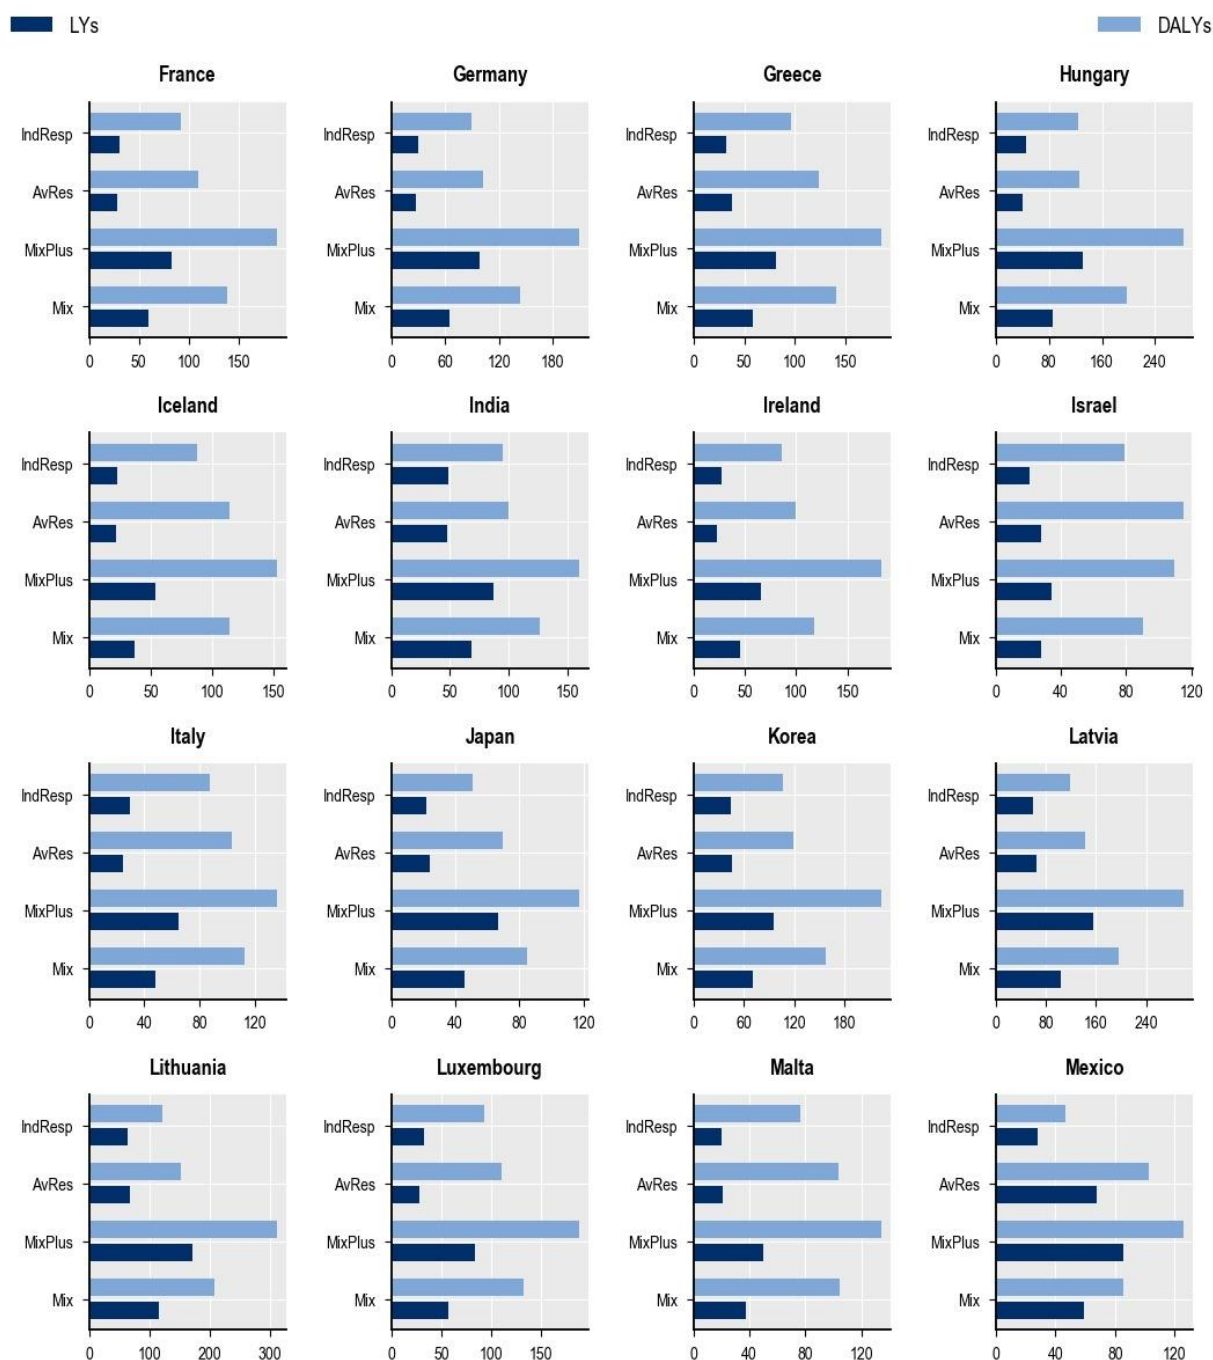 LYs DALYs
France Germany Greece Hungary
IndResp IndResp IndResp IndResp
AvRes AvRes AvRes AvRes
MixPlus MixPlus MixPlus MixPlus
Mix Mix Mix Mix
0 50 100 150 0 60 120 180 0 50 100 150 0 80 160 240
Iceland India Ireland Israel
IndResp IndResp IndResp IndResp
AvRes AvRes AvRes AvRes
MixPlus MixPlus MixPlus MixPlus
Mix Mix Mix Mix
0 50 100 150 0 50 100 150 0 50 100 150 0 40 80 120
Italy Japan Korea Latvia
IndResp IndResp IndResp IndResp
AvRes AvRes AvRes AvRes
MixPlus MixPlus MixPlus MixPlus
Mix Mix Mix Mix
0 40 80 120 0 40 80 120 0 60 120 180 0 80 160 240
Lithuania Luxembourg Malta Mexico
IndResp IndResp IndResp IndResp
AvRes AvRes AvRes AvRes
MixPlus MixPlus MixPlus MixPlus
Mix Mix Mix Mix
0 100 200 300 0 50 100 150 0 40 80 120 0 40 80 120